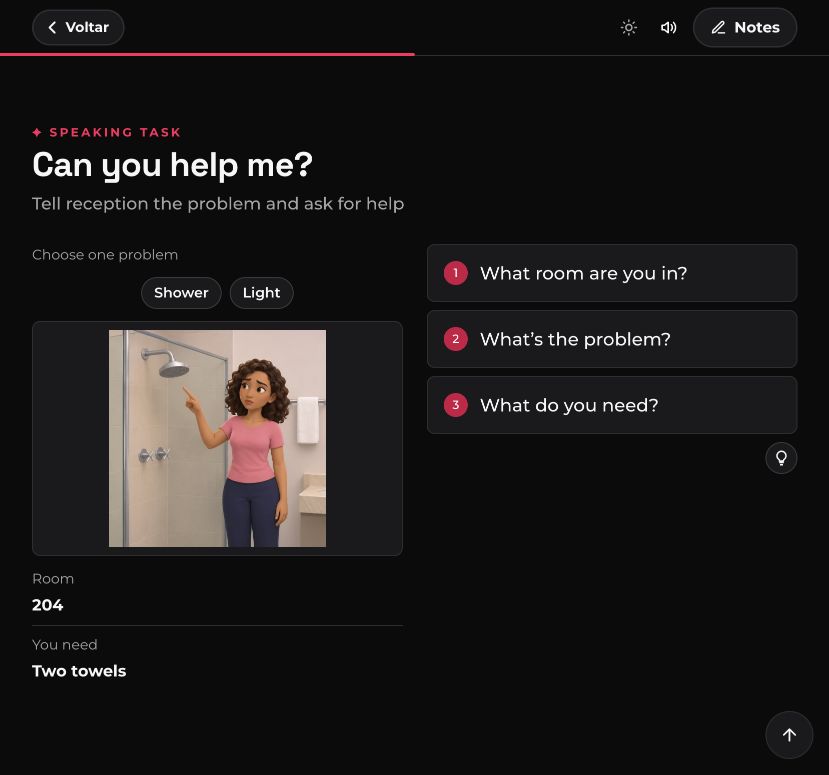 Voltar
Notes
SPEAKING TASK
Can you help me?
Tell reception the problem and ask for help
Choose one problem
Shower
Light
Room
204
You need
Two towels
1 What room are you in?
2 What's the problem?
3 What do you need?